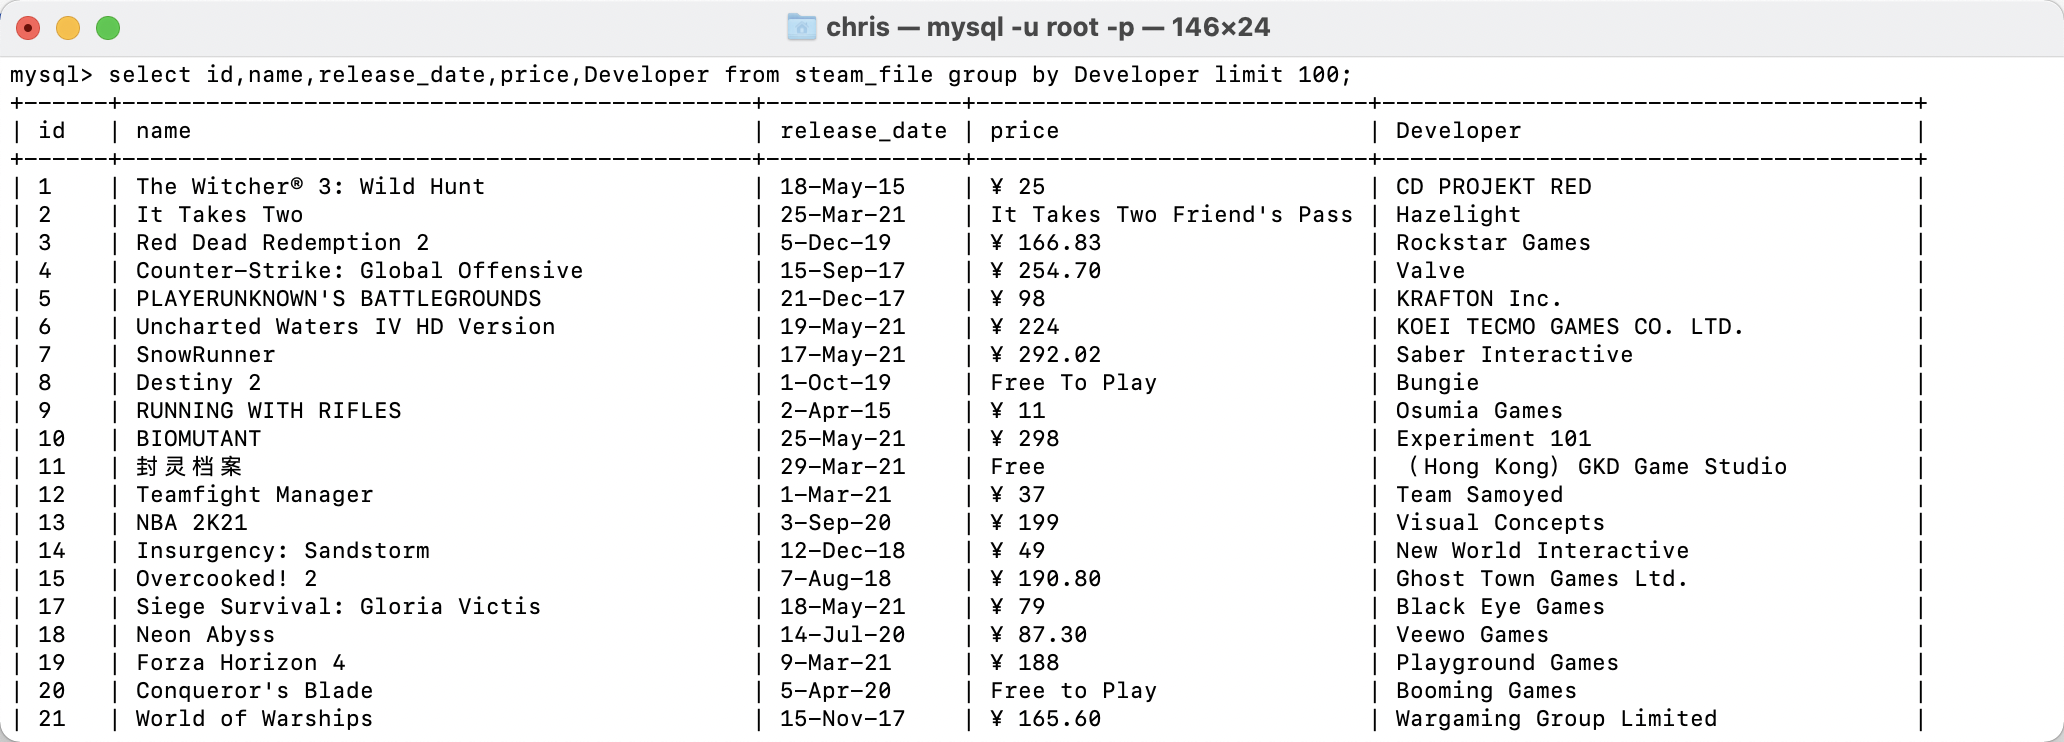 chris — mysql -u root -p — 146×24
mysql> select id,name,release_date,price,Developer from steam_file group by Developer limit 100;
+------+----------------------------------------------+--------------+----------------------------+--------------------------------------+
| id   | name                                         | release_date | price                      | Developer                            |
+------+----------------------------------------------+--------------+----------------------------+--------------------------------------+
| 1    | The Witcher® 3: Wild Hunt                    | 18-May-15    | ¥ 25                       | CD PROJEKT RED                       |
| 2    | It Takes Two                                 | 25-Mar-21    | It Takes Two Friend's Pass | Hazelight                            |
| 3    | Red Dead Redemption 2                        | 5-Dec-19     | ¥ 166.83                   | Rockstar Games                       |
| 4    | Counter-Strike: Global Offensive             | 15-Sep-17    | ¥ 254.70                   | Valve                                |
| 5    | PLAYERUNKNOWN'S BATTLEGROUNDS                | 21-Dec-17    | ¥ 98                       | KRAFTON Inc.                         |
| 6    | Uncharted Waters IV HD Version               | 19-May-21    | ¥ 224                      | KOEI TECMO GAMES CO. LTD.            |
| 7    | SnowRunner                                   | 17-May-21    | ¥ 292.02                   | Saber Interactive                    |
| 8    | Destiny 2                                    | 1-Oct-19     | Free To Play               | Bungie                               |
| 9    | RUNNING WITH RIFLES                          | 2-Apr-15     | ¥ 11                       | Osumia Games                         |
| 10   | BIOMUTANT                                    | 25-May-21    | ¥ 298                      | Experiment 101                       |
| 11   | 封灵档案                                     | 29-Mar-21    | Free                       | （Hong Kong）GKD Game Studio         |
| 12   | Teamfight Manager                            | 1-Mar-21     | ¥ 37                       | Team Samoyed                         |
| 13   | NBA 2K21                                     | 3-Sep-20     | ¥ 199                      | Visual Concepts                      |
| 14   | Insurgency: Sandstorm                        | 12-Dec-18    | ¥ 49                       | New World Interactive                |
| 15   | Overcooked! 2                                | 7-Aug-18     | ¥ 190.80                   | Ghost Town Games Ltd.                |
| 17   | Siege Survival: Gloria Victis                | 18-May-21    | ¥ 79                       | Black Eye Games                      |
| 18   | Neon Abyss                                   | 14-Jul-20    | ¥ 87.30                    | Veewo Games                          |
| 19   | Forza Horizon 4                              | 9-Mar-21     | ¥ 188                      | Playground Games                     |
| 20   | Conqueror's Blade                            | 5-Apr-20     | Free to Play               | Booming Games                        |
| 21   | World of Warships                            | 15-Nov-17    | ¥ 165.60                   | Wargaming Group Limited              |